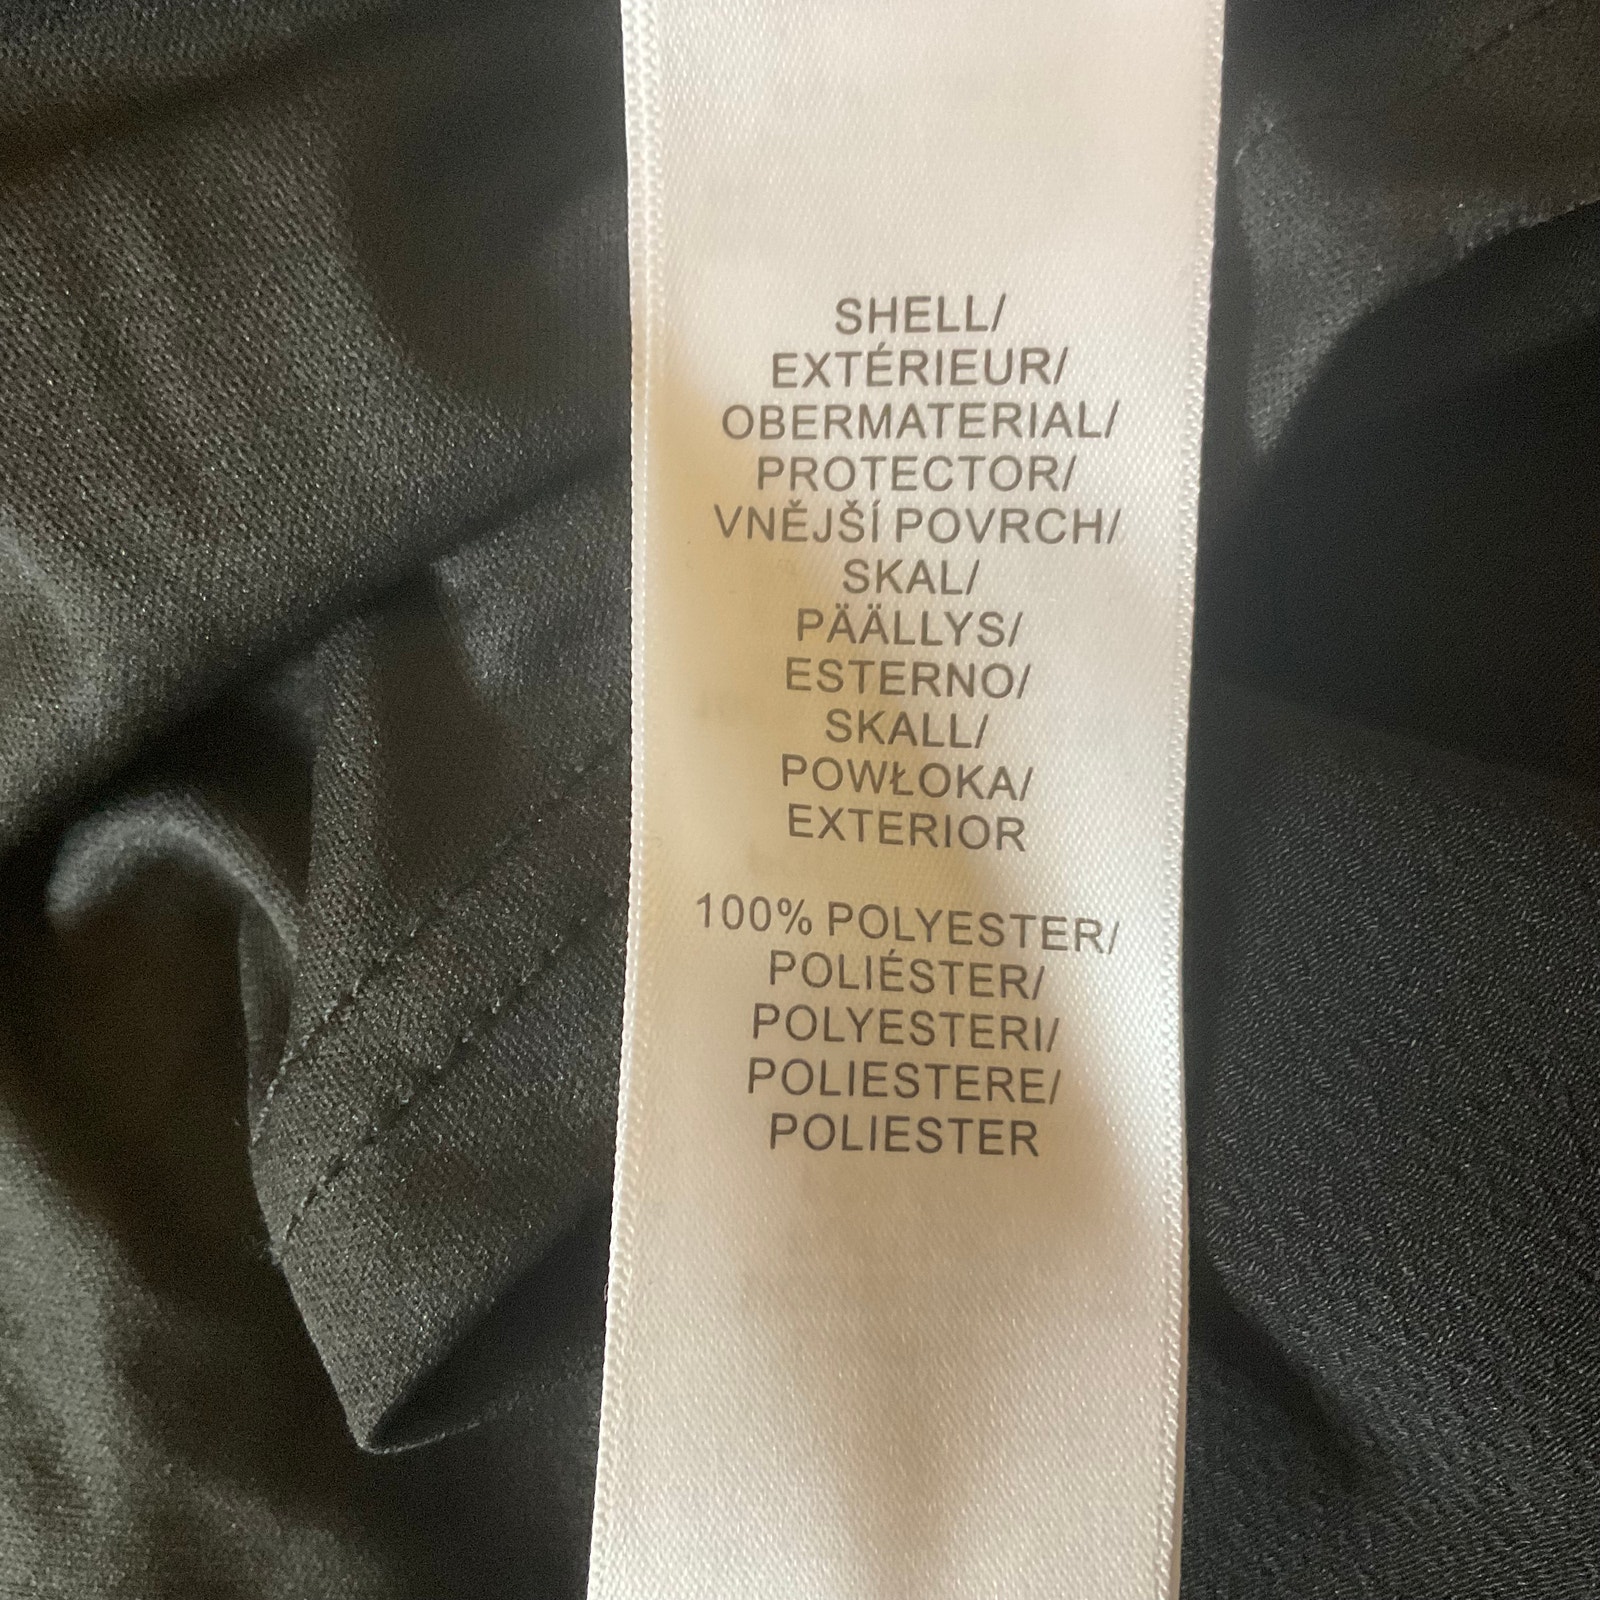 SHELL/
EXTÉRIEUR/
OBERMATERIAL/
PROTECTOR/
VNĚJŠÍ POVRCH/
SKAL/
PÄÄLLYS/
ESTERNO/
SKALL/
POWŁOKA/
EXTERIOR
100% POLYESTER/
POLIÉSTER/
POLYESTERI/
POLIESTERE/
POLIESTER